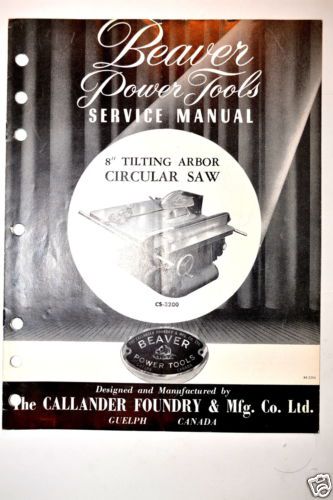 Beaver
Power Tools
SERVICE MANUAL
8" TILTING ARBOR
CIRCULAR SAW
CS-3200
BEAVER
POWER TOOLS
Designed and Manufactured by
The CALLANDER FOUNDRY & Mfg. Co. Ltd.
GUELPH CANADA